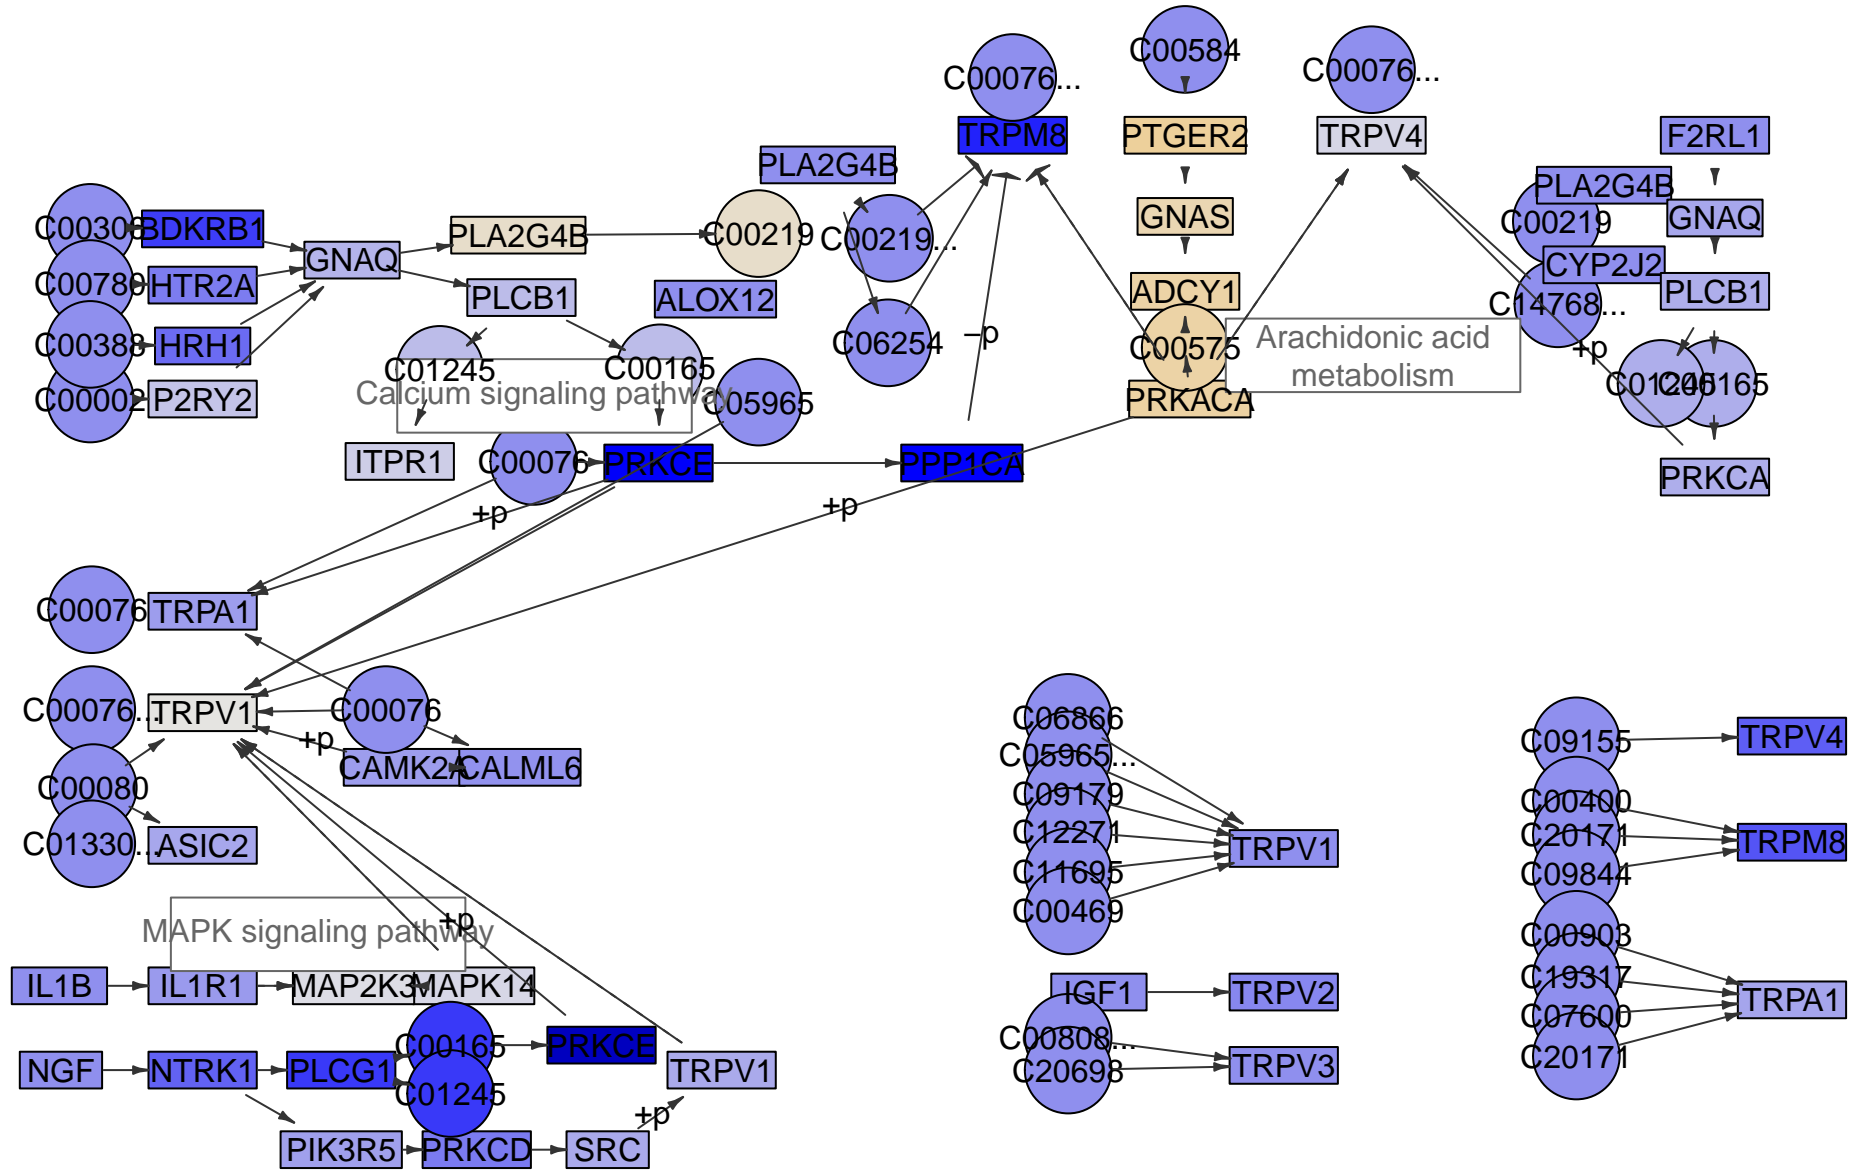 C00584
C00076...
C00076...
TRPM8
PTGER2
TRPV4
F2RL1
PLA2G4B
PLA2G4B
C00219
GNAQ
BDKRB1
PLA2G4B
C00219
C00219...
GNAS
GNAQ
CYP2J2
C00780
HTR2A
PLCB1
ALOX12
ADCY1
C14768...
PLCB1
C00388
HRH1
C01245
C00165
C06254
–p
C00575
Arachidonic acid
metabolism
+p
C00002
P2RY2
Calcium signaling pathway
C05965
PRKACA
C01245
C00165
ITPR1
C00076
PRKCE
PPP1CA
PRKCA
+p
+p
C00076
TRPA1
C00076...
TRPV1
C00076
+p
CAMK2A
CALML6
C00080
C01330...
ASIC2
C06866
C05965...
C09179
C12271
C11695
C00469
TRPV1
C09155
TRPV4
C00400
C20171
C09844
TRPM8
MAPK signaling pathway
+p
IL1B
IL1R1
MAP2K3
MAPK14
IGF1
TRPV2
C00903
C19317
C07600
C20171
TRPA1
C00165
PRKCE
C00808...
C20698
TRPV3
NGF
NTRK1
PLCG1
C01245
TRPV1
+p
PIK3R5
PRKCD
SRC